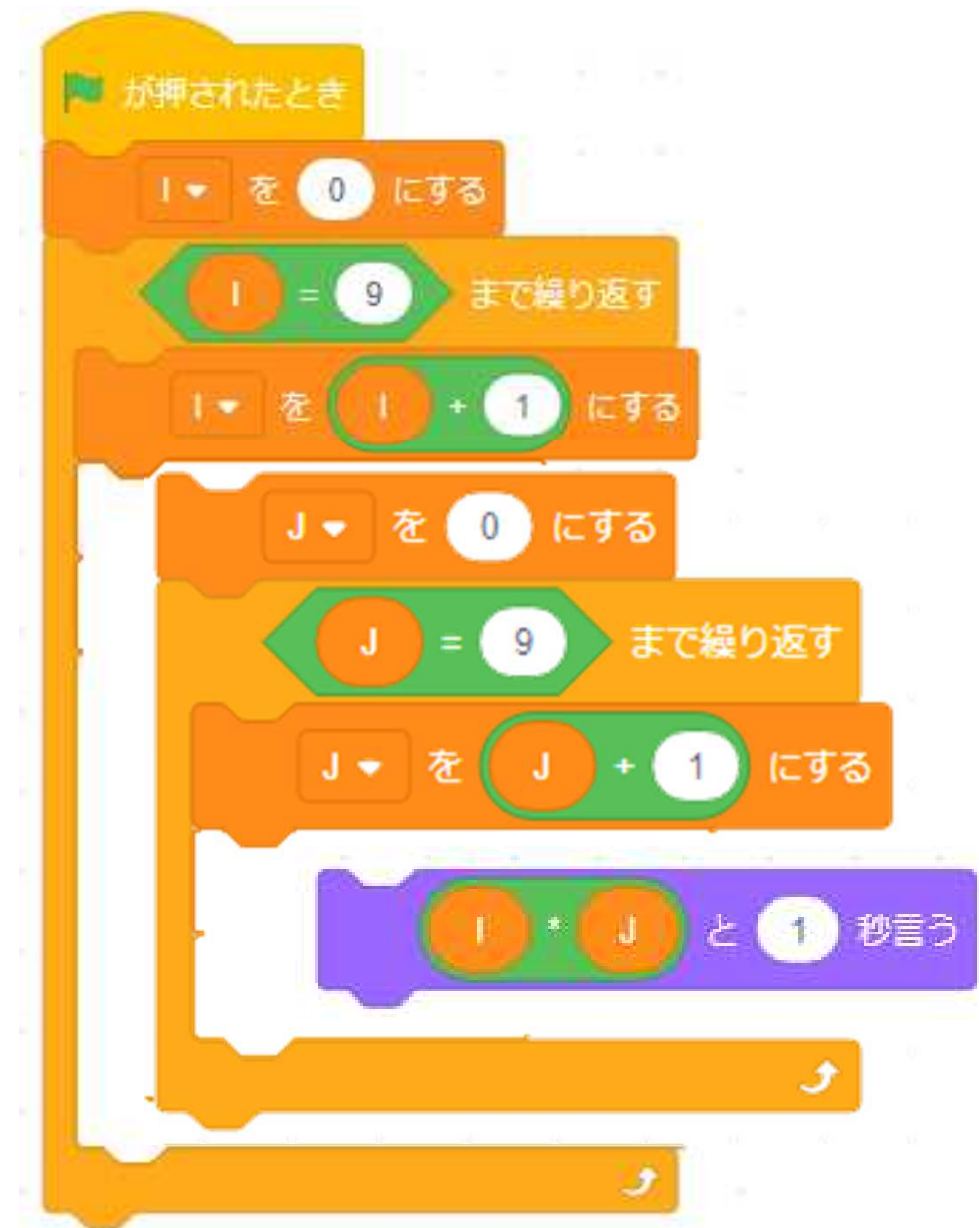 が押されたとき
I を 0 にする
I = 9 まで繰り返す
I を I + 1 にする
J を 0 にする
J = 9 まで繰り返す
J を J + 1 にする
I * J と 1 秒言う